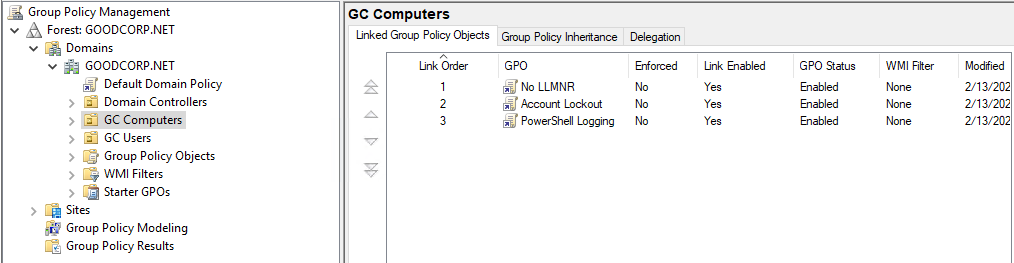 Group Policy Management
Forest: GOODCORP.NET
Domains
GOODCORP.NET
Default Domain Policy
Domain Controllers
GC Computers
GC Users
Group Policy Objects
WMI Filters
Starter GPOs
Sites
Group Policy Modeling
Group Policy Results
GC Computers
Linked Group Policy Objects Group Policy Inheritance Delegation
Link Order GPO Enforced Link Enabled GPO Status WMI Filter Modified
1 No LLMNR No Yes Enabled None 2/13/202
2 Account Lockout No Yes Enabled None 2/13/202
3 PowerShell Logging No Yes Enabled None 2/13/202